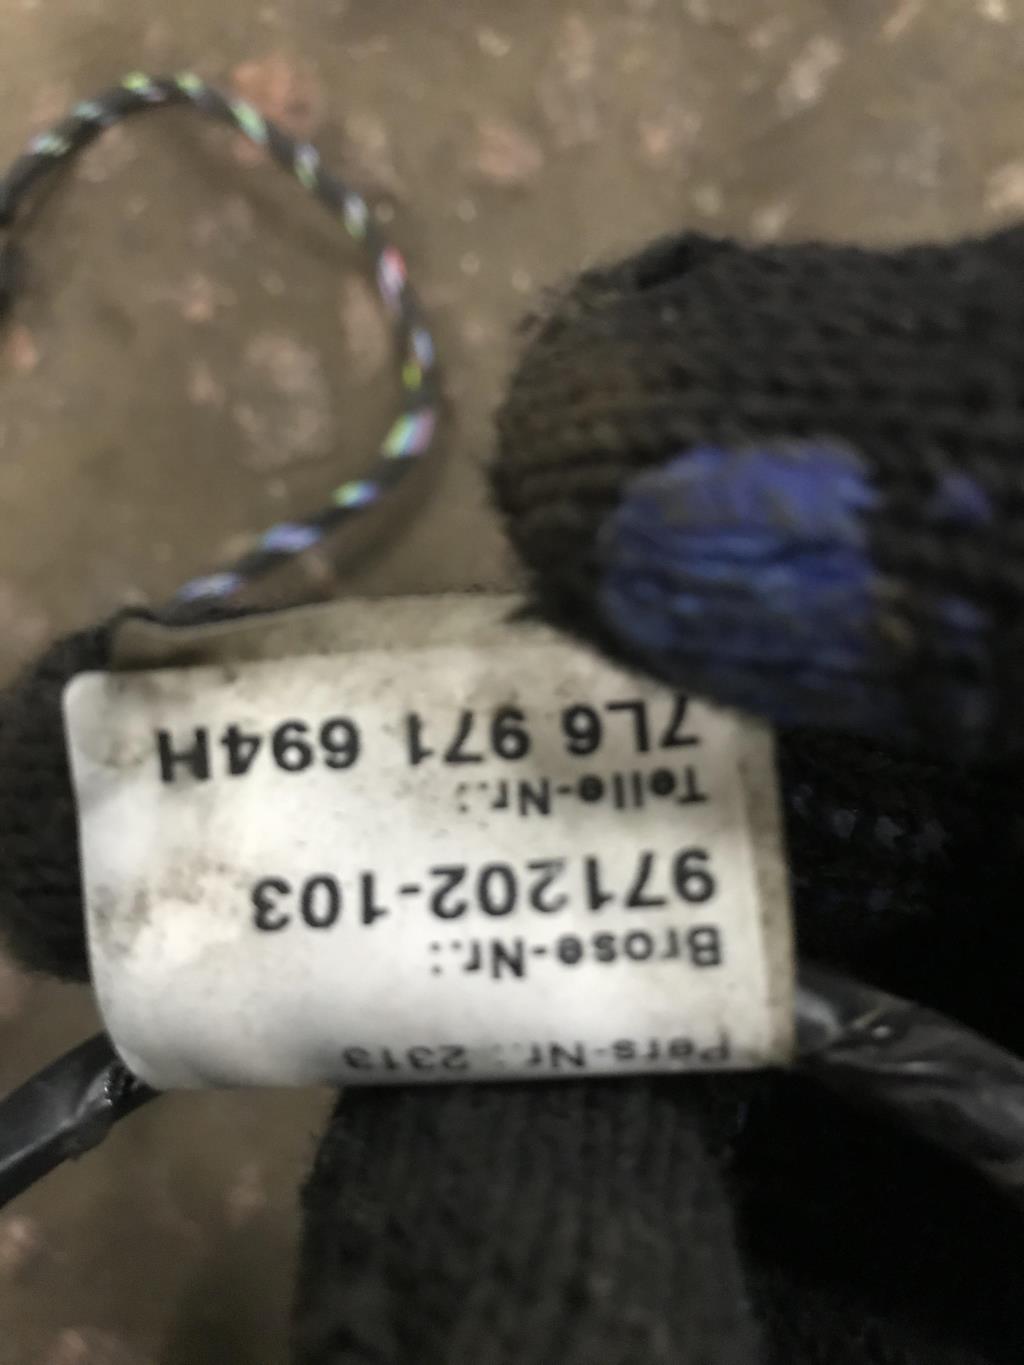 Pers-Nr.: 2313
Brose-Nr.:
971202-103
Teile-Nr.:
7L6 971 694H